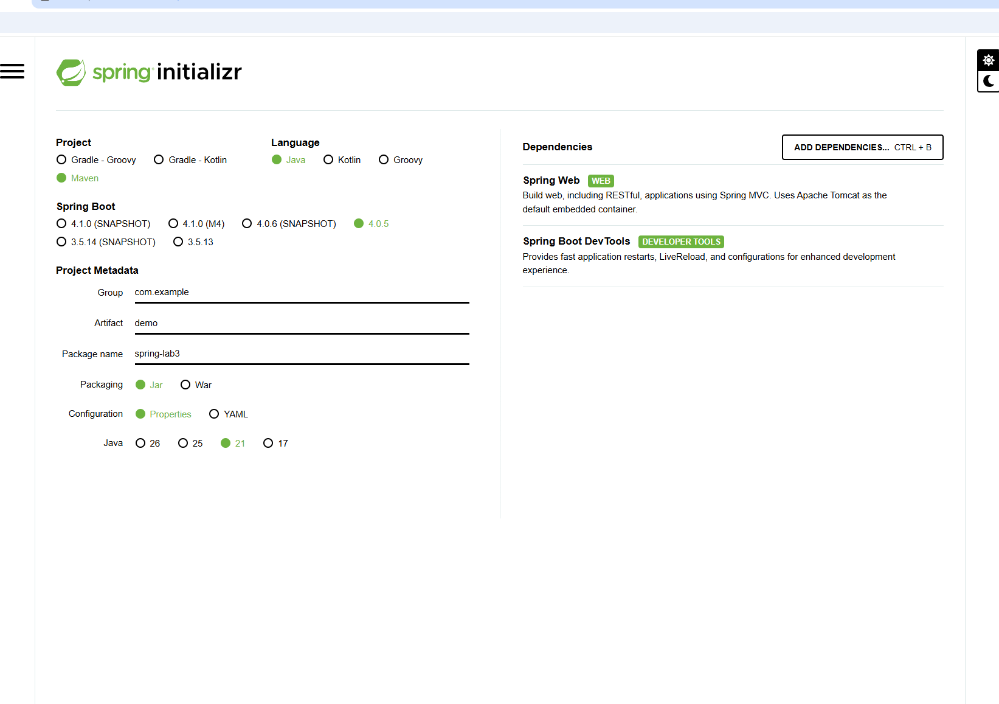 spring initializr
Project
Gradle - Groovy Gradle - Kotlin
Maven
Language
Java Kotlin Groovy
Spring Boot
4.1.0 (SNAPSHOT) 4.1.0 (M4) 4.0.6 (SNAPSHOT) 4.0.5
3.5.14 (SNAPSHOT) 3.5.13
Project Metadata
Group com.example
Artifact demo
Package name spring-lab3
Packaging Jar War
Configuration Properties YAML
Java 26 25 21 17
Dependencies
ADD DEPENDENCIES... CTRL + B
Spring Web WEB
Build web, including RESTful, applications using Spring MVC. Uses Apache Tomcat as the
default embedded container.
Spring Boot DevTools DEVELOPER TOOLS
Provides fast application restarts, LiveReload, and configurations for enhanced development
experience.